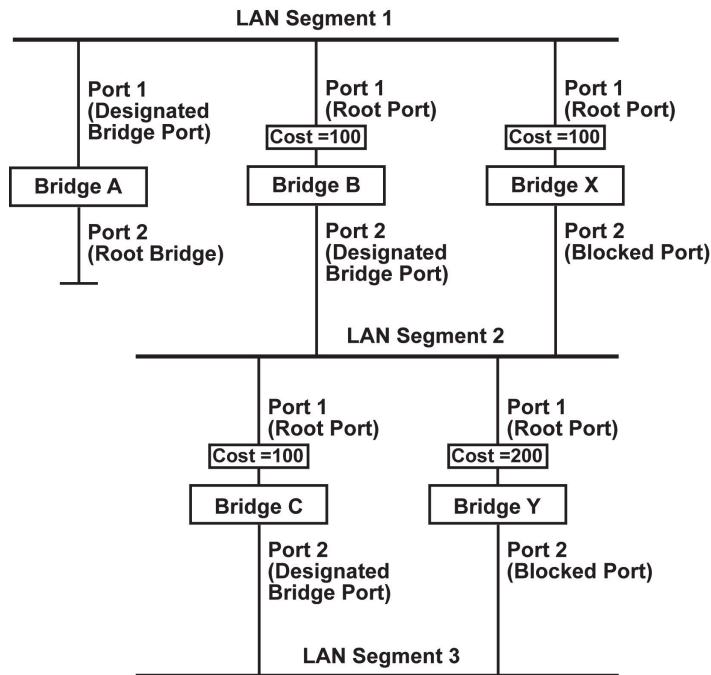 LAN Segment 1
Port 1
(Designated
Bridge Port)
Port 1
(Root Port)
Port 1
(Root Port)
Cost =100
Cost =100
Bridge A
Bridge B
Bridge X
Port 2
(Root Bridge)
Port 2
(Designated
Bridge Port)
Port 2
(Blocked Port)
LAN Segment 2
Port 1
(Root Port)
Port 1
(Root Port)
Cost =100
Cost =200
Bridge C
Bridge Y
Port 2
(Designated
Bridge Port)
Port 2
(Blocked Port)
LAN Segment 3